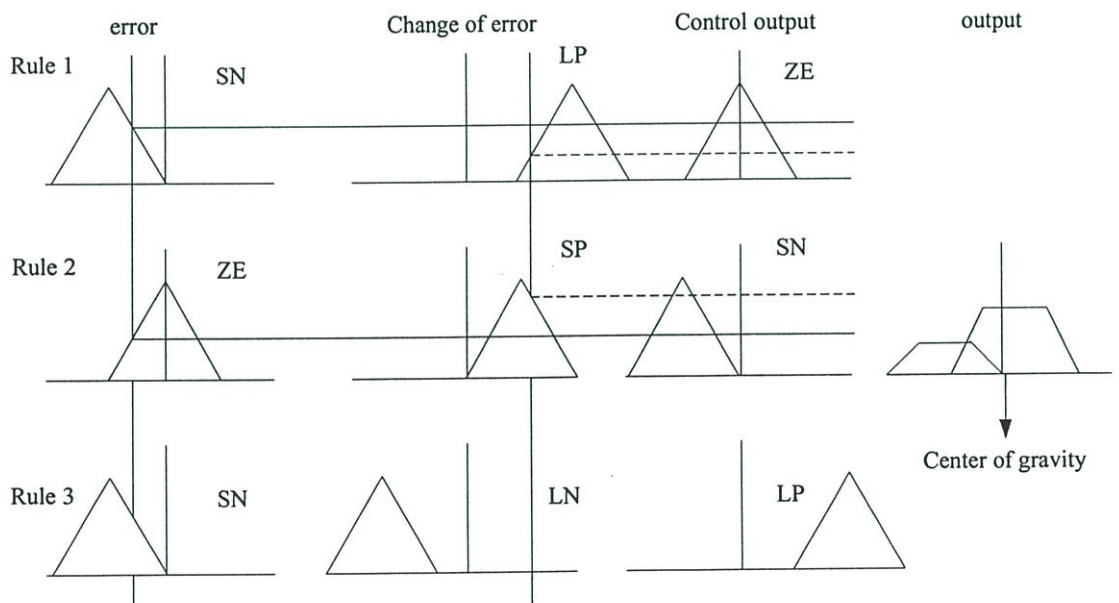 error Change of error Control output output
Rule 1 SN LP ZE
Rule 2 ZE SP SN
Center of gravity
Rule 3 SN LN LP